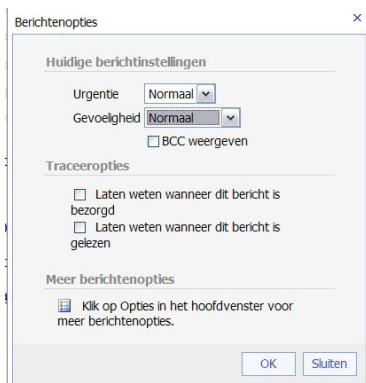 Berichtenopties
Huidige berichtinstellingen
Urgentie Normaal
Gevoeligheid Normaal
BCC weergeven
Traceeropties
Laten weten wanneer dit bericht is
bezorgd
Laten weten wanneer dit bericht is
gelezen
Meer berichtenopties
Klik op Opties in het hoofdvenster voor
meer berichtenopties.
OK Sluiten